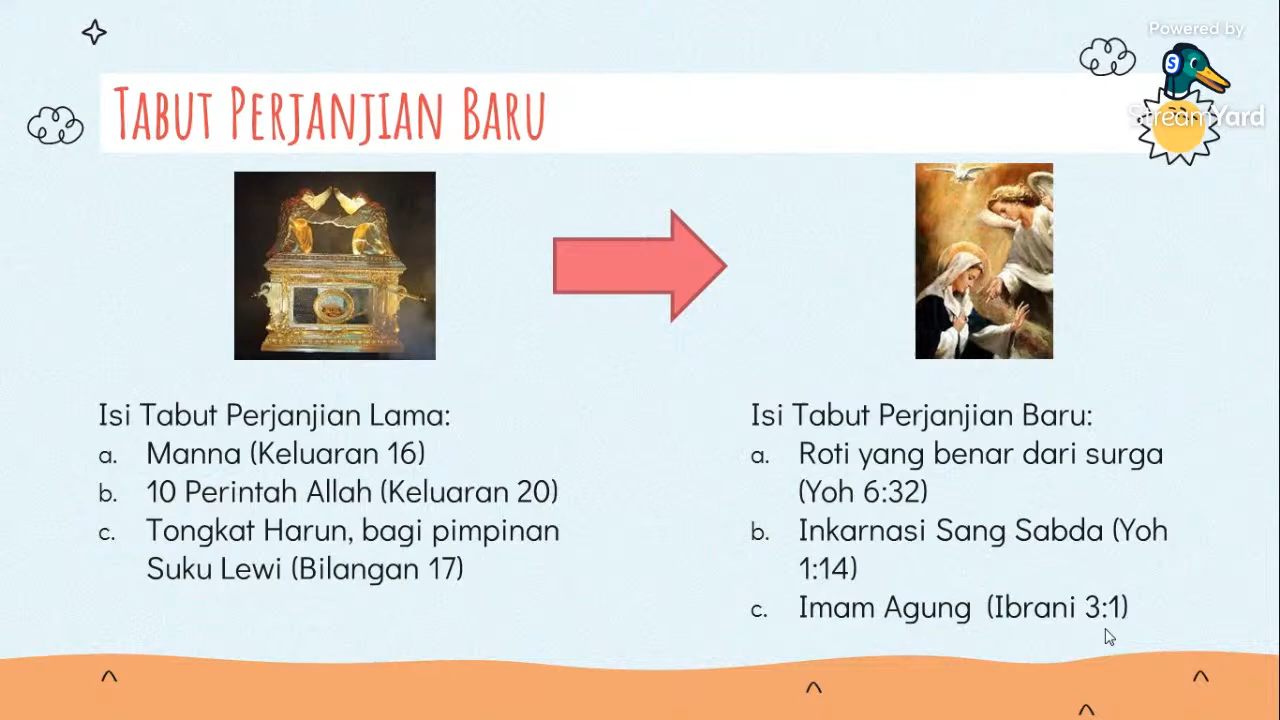 Powered by
StreamYard
TABUT PERJANJIAN BARU
Isi Tabut Perjanjian Lama:
a. Manna (Keluaran 16)
b. 10 Perintah Allah (Keluaran 20)
c. Tongkat Harun, bagi pimpinan
Suku Lewi (Bilangan 17)
Isi Tabut Perjanjian Baru:
a. Roti yang benar dari surga
(Yoh 6:32)
b. Inkarnasi Sang Sabda (Yoh
1:14)
c. Imam Agung (Ibrani 3:1)